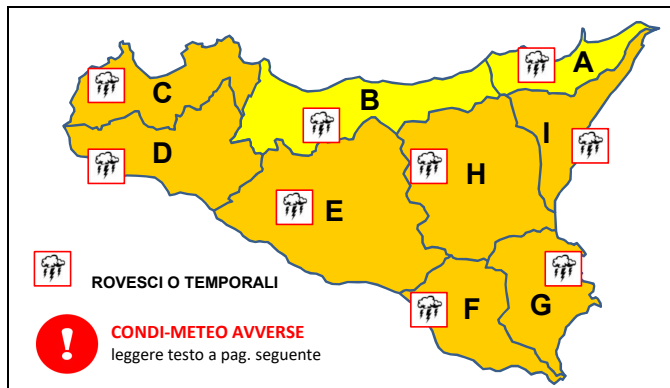 A
C
B
I
D
H
E
F
G
ROVESCI O TEMPORALI
!
CONDI-METEO AVVERSE
leggere testo a pag. seguente